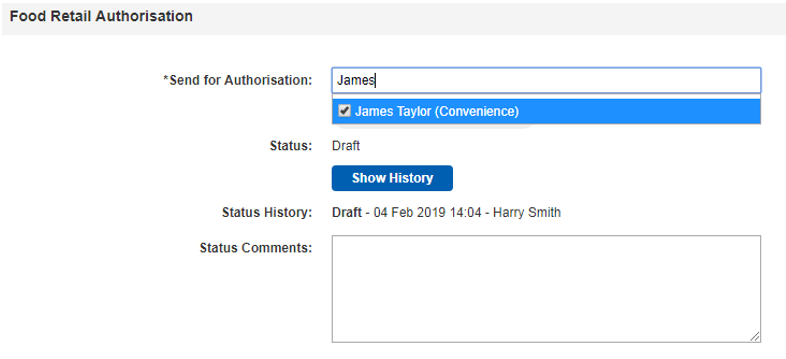 Food Retail Authorisation
*Send for Authorisation: James
James Taylor (Convenience)
Status: Draft
Show History
Status History: Draft - 04 Feb 2019 14:04 - Harry Smith
Status Comments: